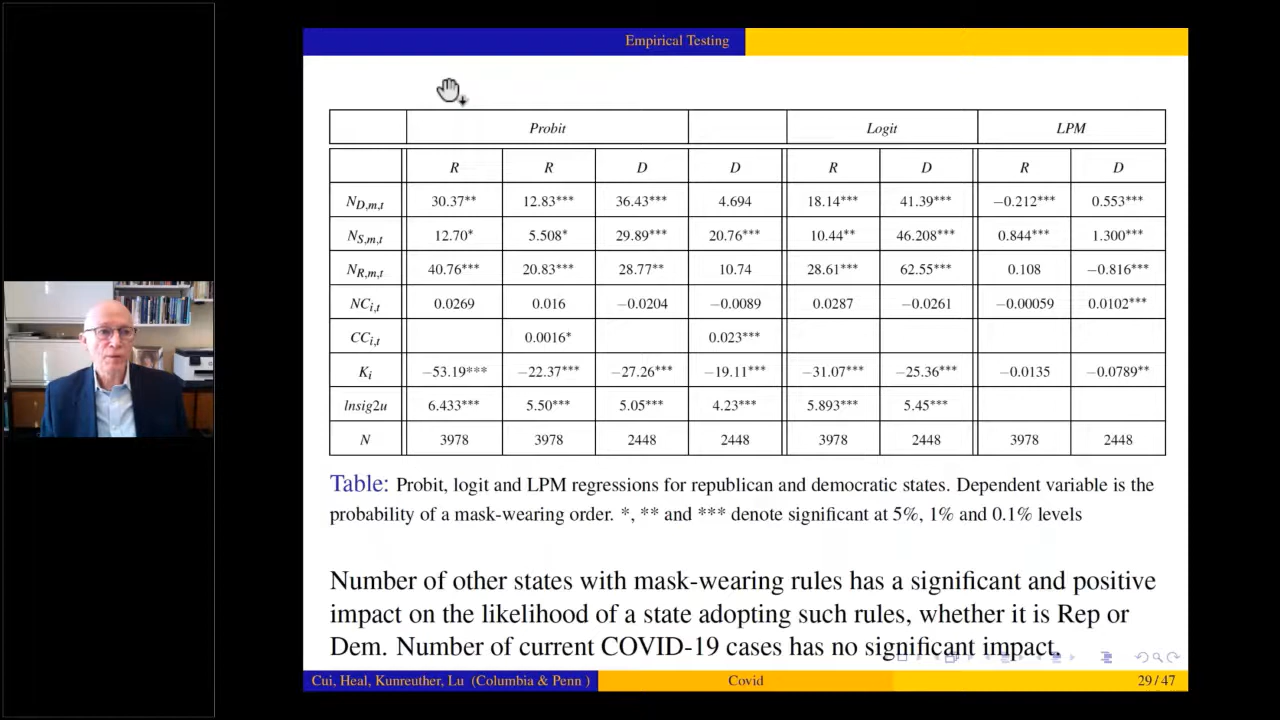 Empirical Testing
Probit Logit LPM
R R D D R D R D
N_{D,m,t} 30.37** 12.83*** 36.43*** 4.694 18.14*** 41.39*** −0.212*** 0.553***
N_{S,m,t} 12.70* 5.508* 29.89*** 20.76*** 10.44** 46.208*** 0.844*** 1.300***
N_{R,m,t} 40.76*** 20.83*** 28.77** 10.74 28.61*** 62.55*** 0.108 −0.816***
NC_{i,t} 0.0269 0.016 −0.0204 −0.0089 0.0287 −0.0261 −0.00059 0.0102***
CC_{i,t} 0.0016* 0.023***
K_i −53.19*** −22.37*** −27.26*** −19.11*** −31.07*** −25.36*** −0.0135 −0.0789**
lnsig2u 6.433*** 5.50*** 5.05*** 4.23*** 5.893*** 5.45***
N 3978 3978 2448 2448 3978 2448 3978 2448
Table: Probit, logit and LPM regressions for republican and democratic states. Dependent variable is the
probability of a mask-wearing order. *, ** and *** denote significant at 5%, 1% and 0.1% levels
Number of other states with mask-wearing rules has a significant and positive
impact on the likelihood of a state adopting such rules, whether it is Rep or
Dem. Number of current COVID-19 cases has no significant impact.
Cui, Heal, Kunreuther, Lu (Columbia & Penn ) Covid 29 / 47